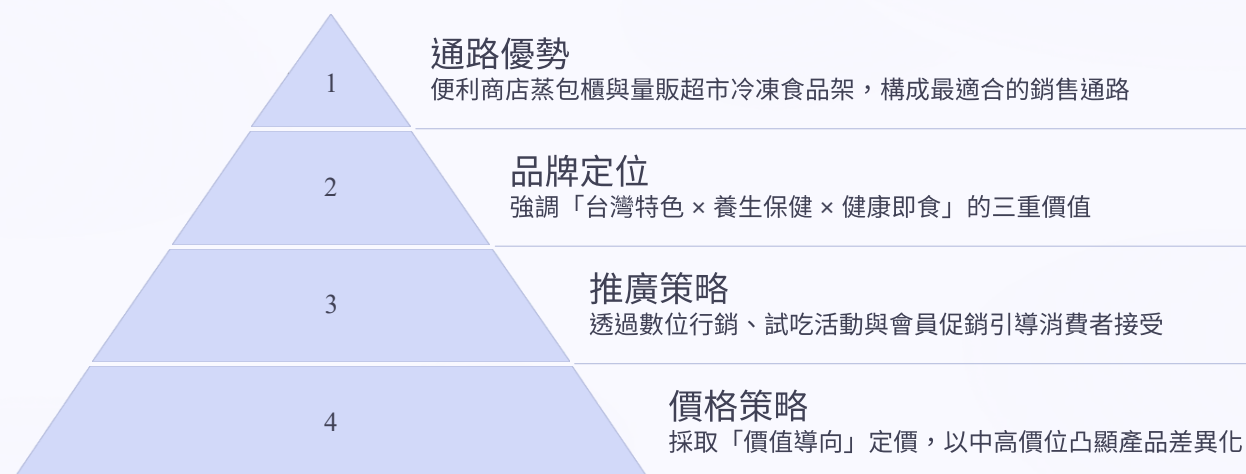 1
通路優勢
便利商店蒸包櫃與量販超市冷凍食品架，構成最適合的銷售通路
2
品牌定位
強調「台灣特色 × 養生保健 × 健康即食」的三重價值
3
推廣策略
透過數位行銷、試吃活動與會員促銷引導消費者接受
4
價格策略
採取「價值導向」定價，以中高價位凸顯產品差異化